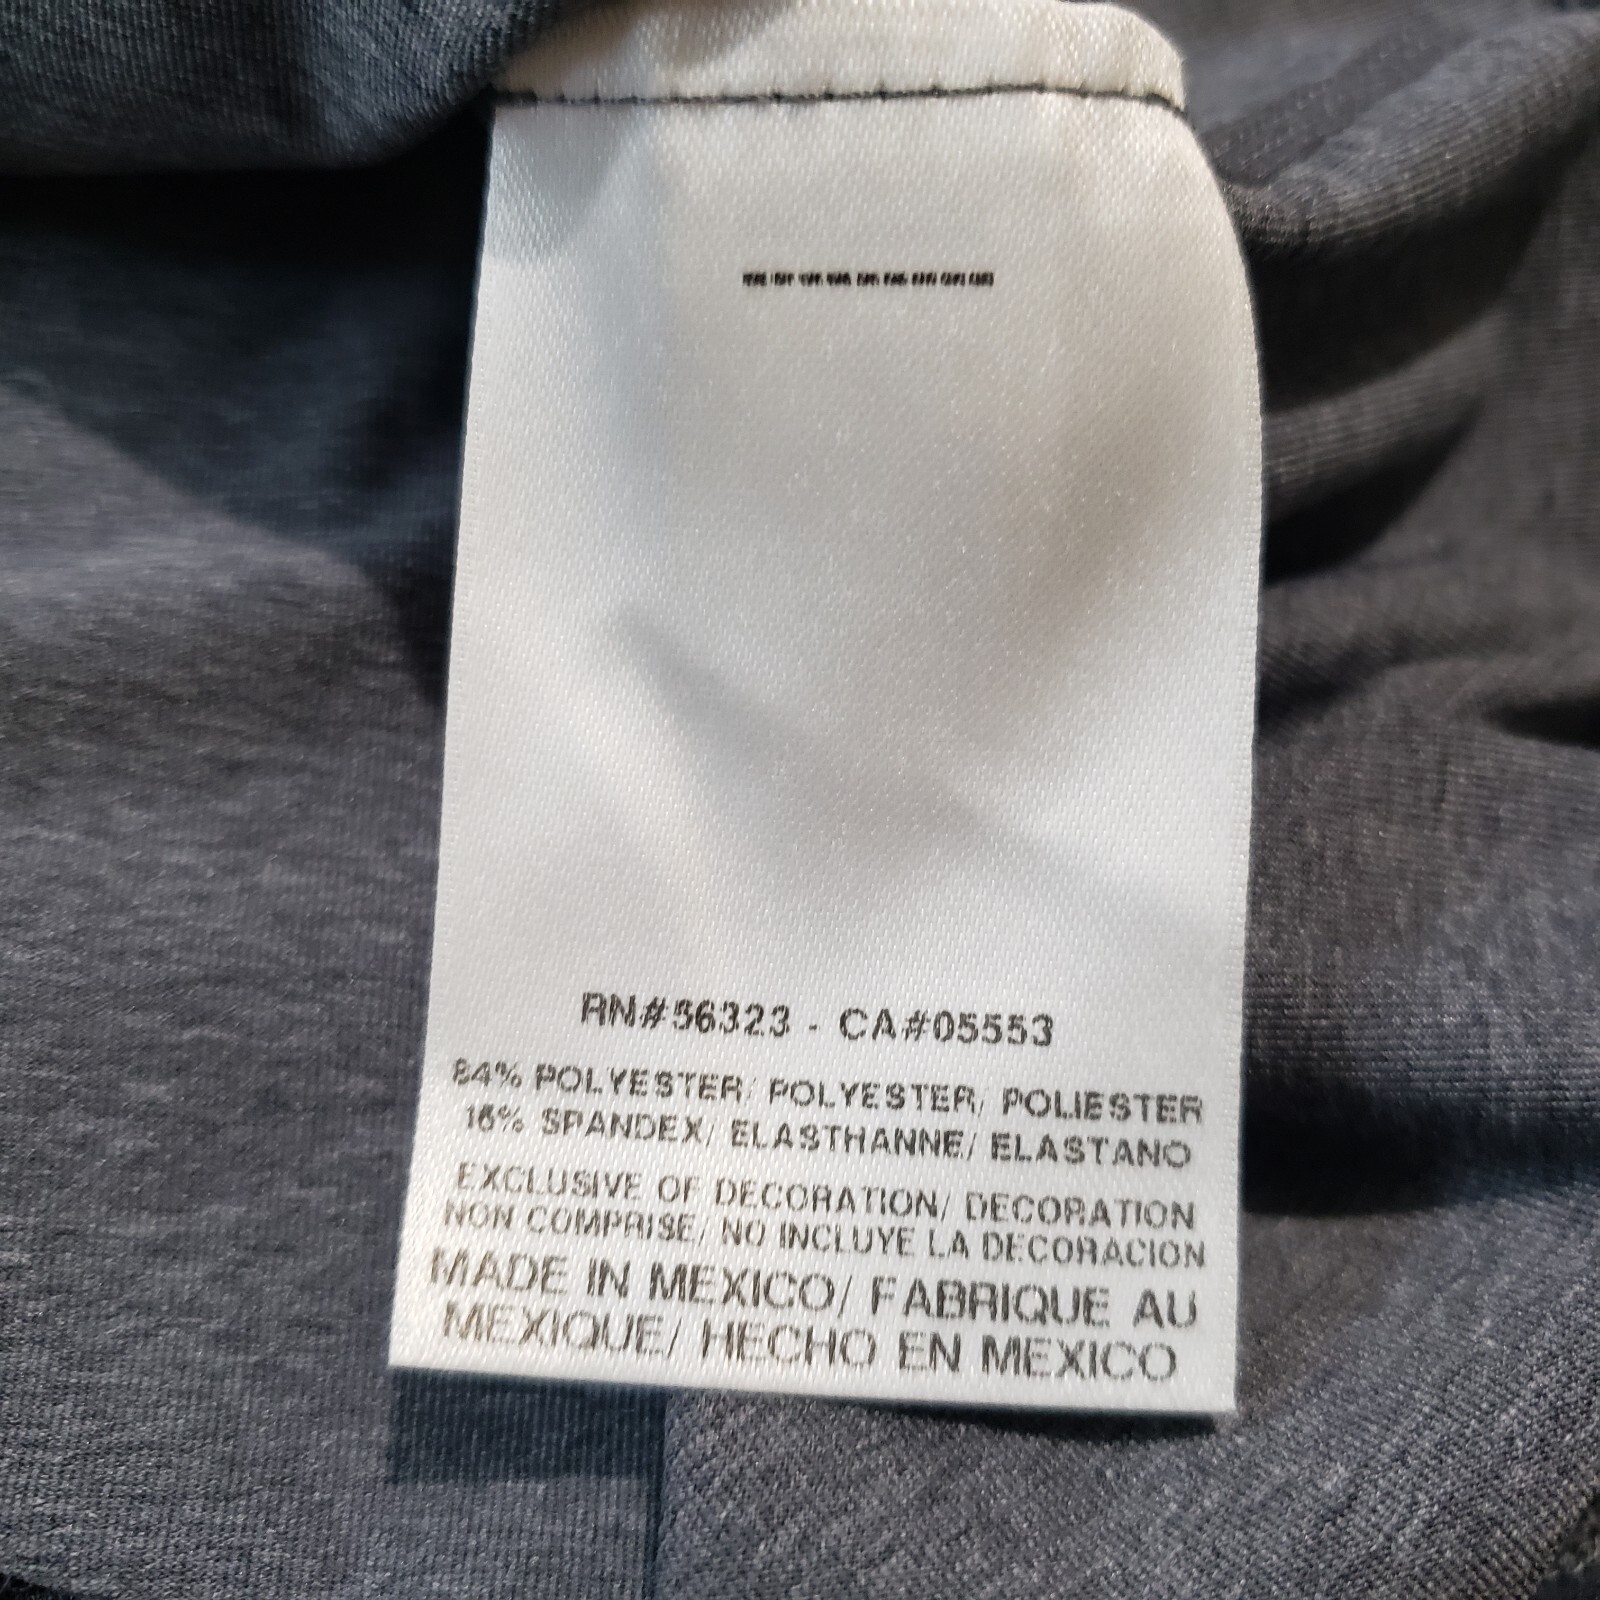 RN#56323 - CA#05553
84% POLYESTER/ POLYESTER/ POLIESTER
16% SPANDEX/ ELASTHANNE/ ELASTANO
EXCLUSIVE OF DECORATION/ DECORATION
NON COMPRISE/ NO INCLUYE LA DECORACION
MADE IN MEXICO/ FABRIQUE AU
MEXIQUE/ HECHO EN MEXICO